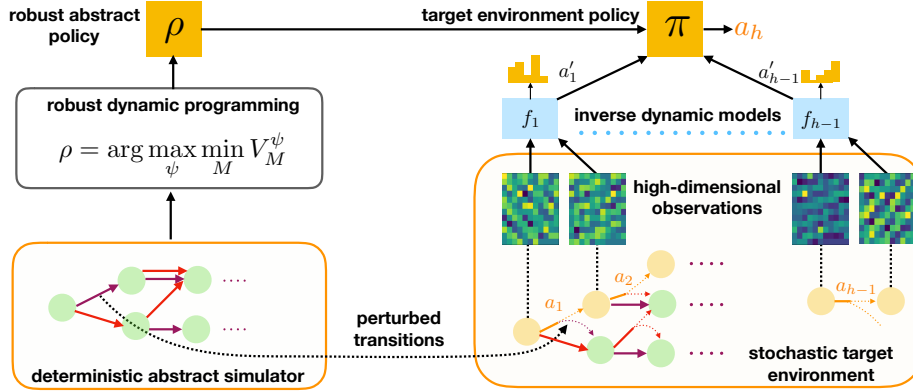 robust abstract
policy
ρ
target environment policy
π
a_h
robust dynamic programming
ρ = arg max_ψ min_M V_M^ψ
a'_1
a'_{h−1}
f_1
inverse dynamic models
f_{h−1}
high-dimensional
observations
a_1
a_2
a_{h−1}
perturbed
transitions
deterministic abstract simulator
stochastic target
environment